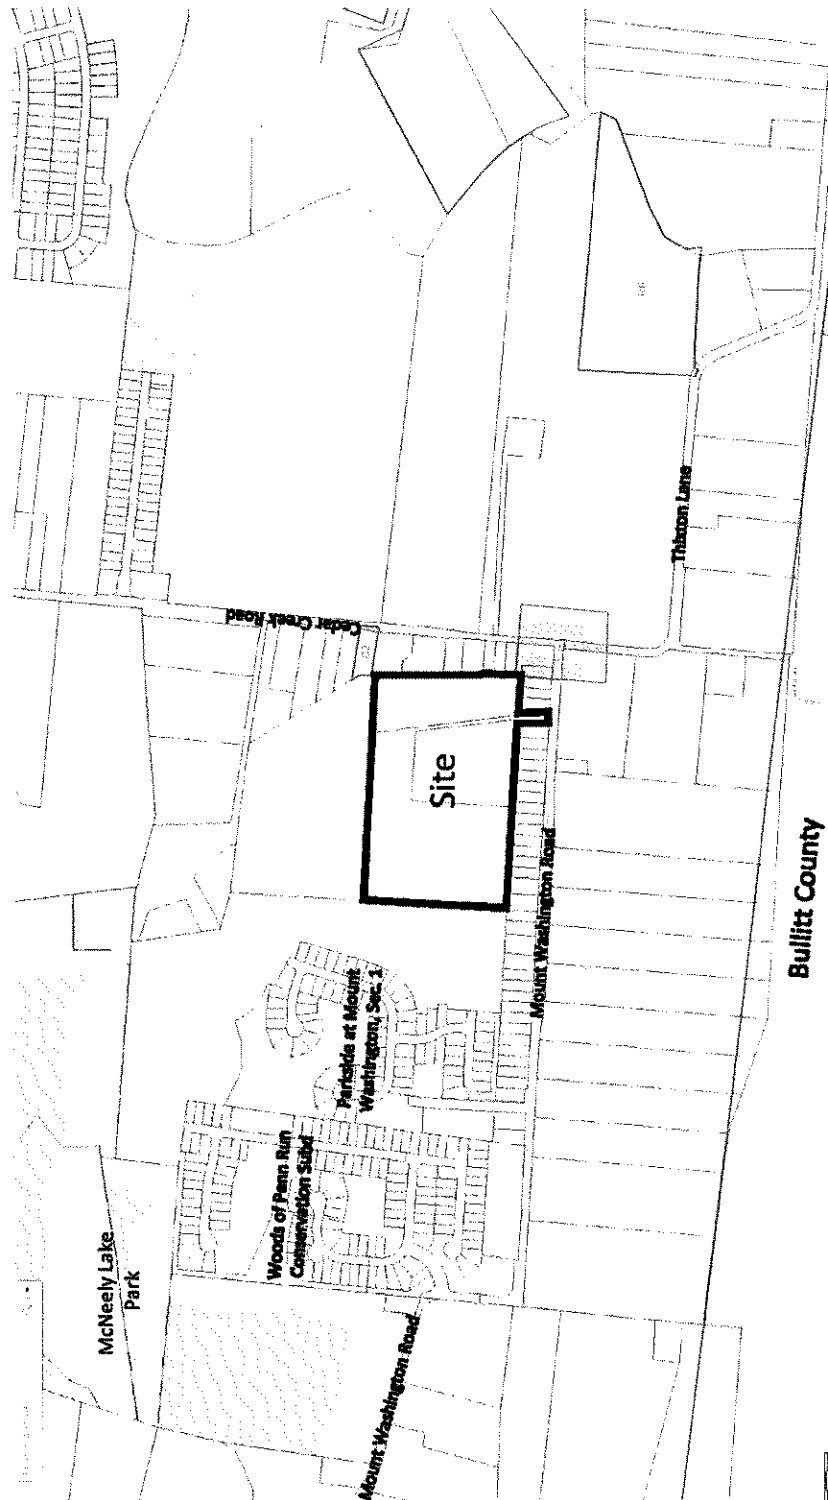 McNeely Lake
Park
Mount Washington Road
Woods of Penn Run
Conservation Subd
Parkside at Mount
Washington, Sec. 1
Site
Mount Washington Road
Cedar Creek Road
Thixton Lane
Bullitt County